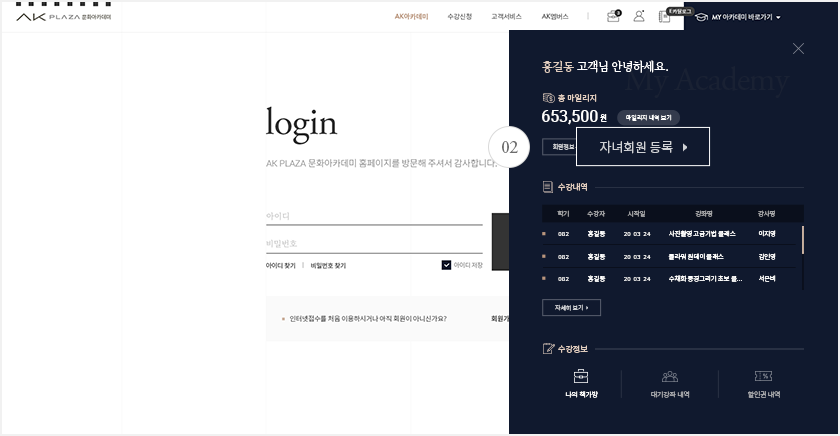 AK PLAZA 문화아카데미
AK아카데미 수강신청 고객서비스 AK멤버스
E카탈로그
MY 아카데미 바로가기
My Academy
홍길동 고객님 안녕하세요.
총 마일리지
653,500 원
마일리지 내역 보기
회원정보
02
자녀회원 등록
login
AK PLAZA 문화아카데미 홈페이지를 방문해 주셔서 감사합니다.
아이디
비밀번호
아이디 찾기 | 비밀번호 찾기
아이디 저장
인터넷접수를 처음 이용하시거나 아직 회원이 아니신가요?
회원가
수강내역
학기 수강자 시작일 강좌명 강사명
082 홍길동 20 03 24 사진촬영 고급기법 클래스 이지영
082 홍길동 20 03 24 플라워 원데이 클래스 김인영
082 홍길동 20 03 24 수채화 풍경그리기 초보 클... 서은비
자세히 보기
수강정보
나의 책가방
대기강좌 내역
할인권 내역